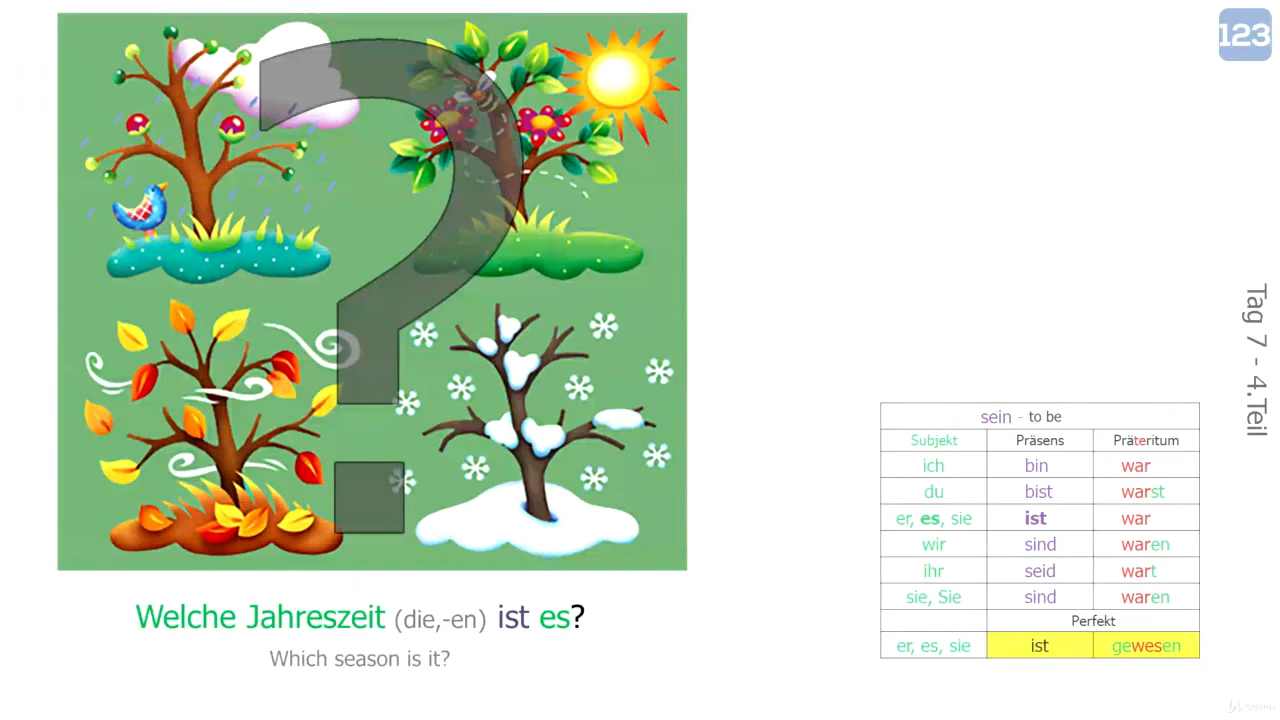 123
Welche Jahreszeit (die,-en) ist es?
Which season is it?
Tag 7 - 4.Teil
sein - to be
Subjekt Präsens Präteritum
ich bin war
du bist warst
er, es, sie ist war
wir sind waren
ihr seid wart
sie, Sie sind waren
Perfekt
er, es, sie ist gewesen
Udemy